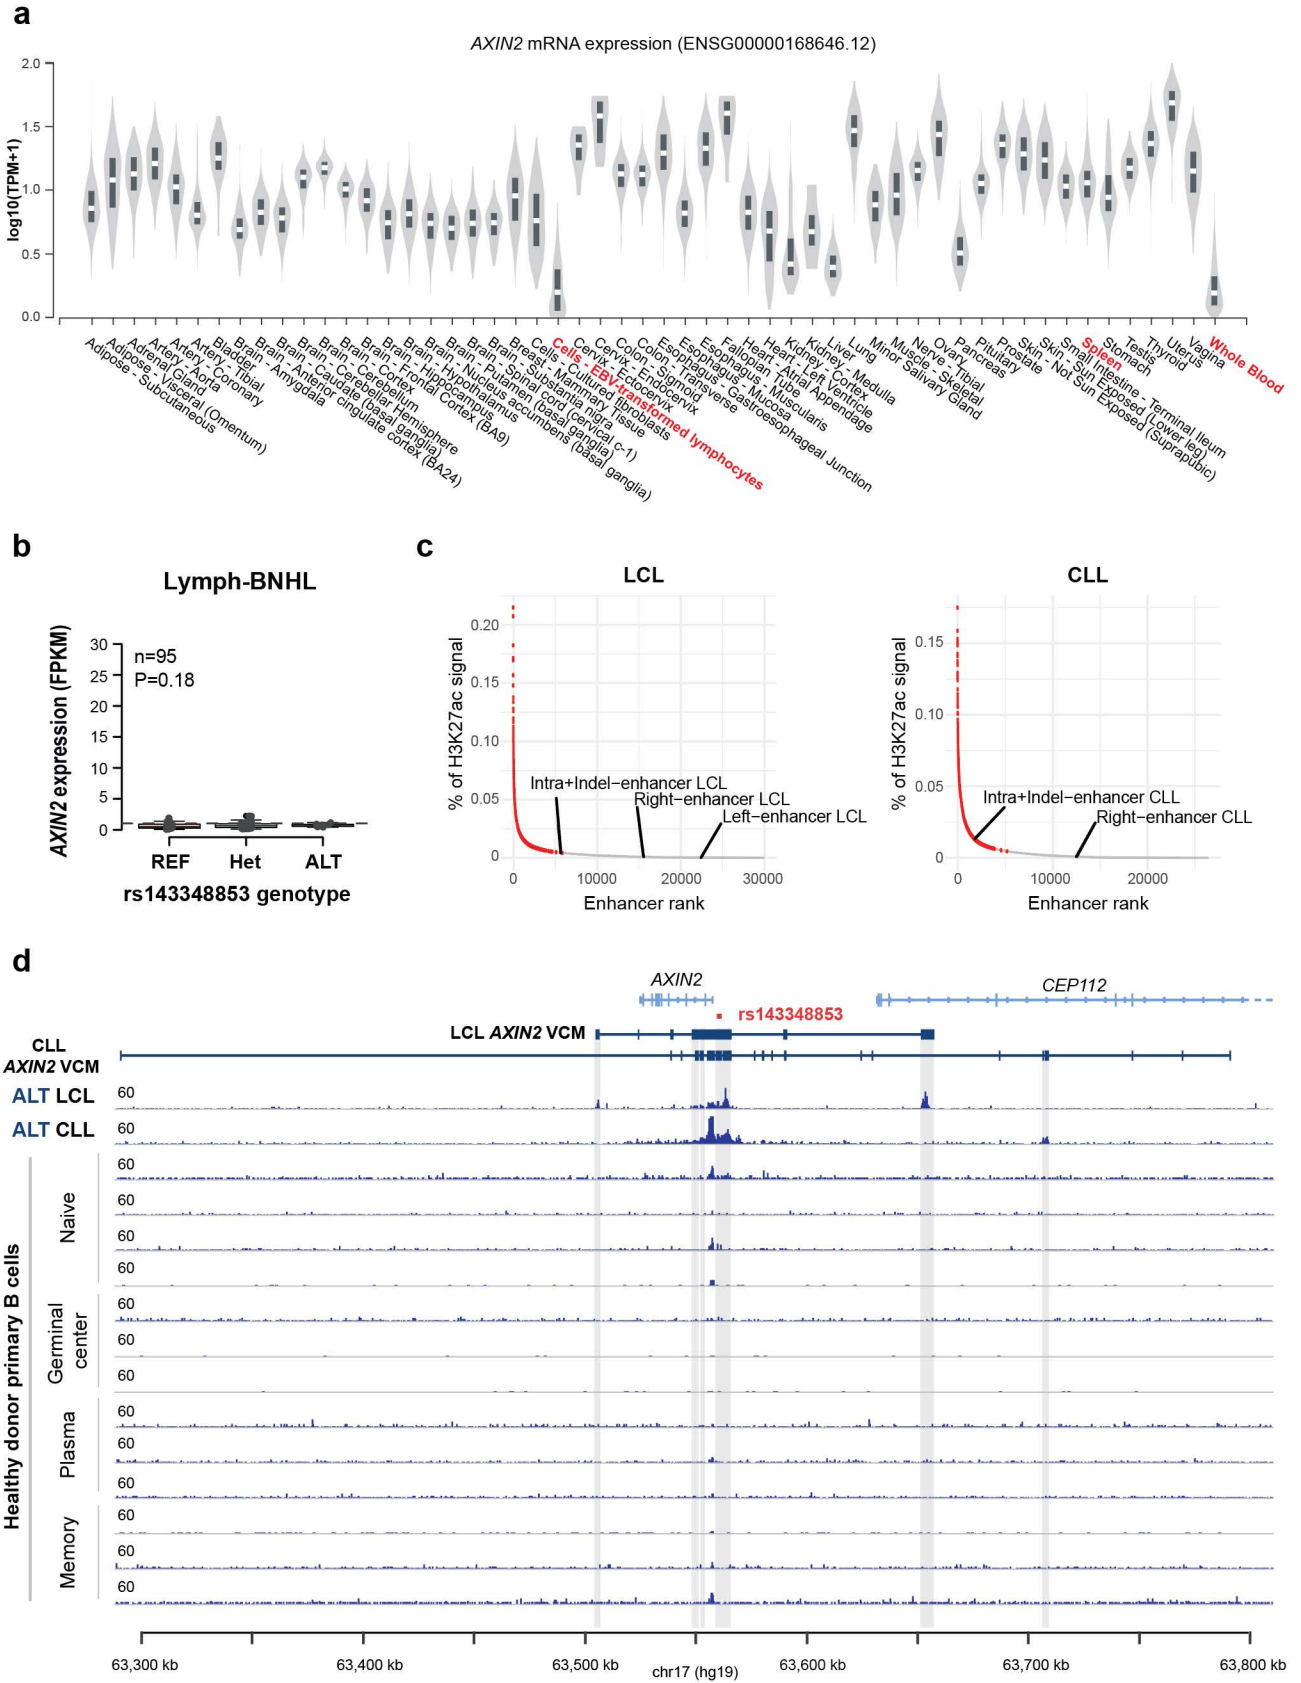 a
AXIN2 mRNA expression (ENSG00000168646.12)
log10(TPM+1)
2.0
1.5
1.0
0.5
0.0
Adipose - Subcutaneous
Adipose - Visceral (Omentum)
Adrenal Gland
Artery - Aorta
Artery - Coronary
Artery - Tibial
Bladder
Brain - Amygdala
Brain - Anterior cingulate cortex (BA24)
Brain - Caudate (basal ganglia)
Brain - Cerebellar Hemisphere
Brain - Cerebellum
Brain - Cortex
Brain - Frontal Cortex (BA9)
Brain - Hippocampus
Brain - Hypothalamus
Brain - Nucleus accumbens (basal ganglia)
Brain - Putamen (basal ganglia)
Brain - Spinal cord (cervical c-1)
Brain - Substantia nigra
Breast - Mammary Tissue
Cells - Cultured fibroblasts
Cells - EBV-transformed lymphocytes
Cervix - Ectocervix
Cervix - Endocervix
Colon - Sigmoid
Colon - Transverse
Esophagus - Gastroesophageal Junction
Esophagus - Mucosa
Esophagus - Muscularis
Fallopian Tube
Heart - Atrial Appendage
Heart - Left Ventricle
Kidney - Cortex
Kidney - Medulla
Liver
Lung
Minor Salivary Gland
Muscle - Skeletal
Nerve - Tibial
Ovary
Pancreas
Pituitary
Prostate
Skin - Not Sun Exposed (Suprapubic)
Skin - Sun Exposed (Lower leg)
Small Intestine - Terminal Ileum
Spleen
Stomach
Testis
Thyroid
Uterus
Vagina
Whole Blood
b
Lymph-BNHL
AXIN2 expression (FPKM)
30
25
20
15
10
5
0
n=95
P=0.18
REF Het ALT
rs143348853 genotype
c
LCL
% of H3K27ac signal
0.20
0.15
0.10
0.05
0
Intra+Indel−enhancer LCL
Right−enhancer LCL
Left−enhancer LCL
0 10000 20000 30000
Enhancer rank
CLL
% of H3K27ac signal
0.15
0.10
0.05
0
Intra+Indel−enhancer CLL
Right−enhancer CLL
0 10000 20000
Enhancer rank
d
AXIN2
CEP112
rs143348853
LCL AXIN2 VCM
CLL
AXIN2 VCM
ALT LCL 60
ALT CLL 60
Healthy donor primary B cells
Naive
60
60
60
60
Germinal
center
60
60
60
Plasma
60
60
60
Memory
60
60
60
63,300 kb 63,400 kb 63,500 kb 63,600 kb 63,700 kb 63,800 kb
chr17 (hg19)